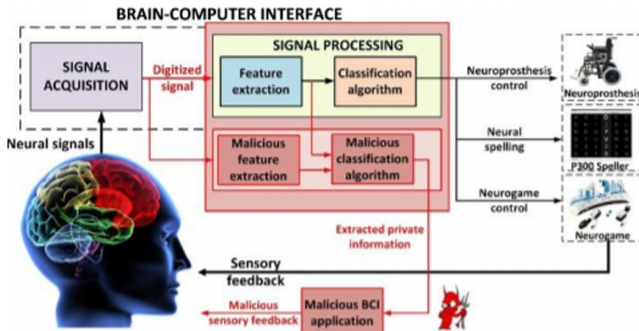 BRAIN-COMPUTER INTERFACE
SIGNAL
ACQUISITION
Digitized
signal
SIGNAL PROCESSING
Feature
extraction
Classification
algorithm
Neuroprosthesis
control
Neuroprosthesis
Neural signals
Malicious
feature
extraction
Malicious
classification
algorithm
Neural
spelling
P300 Speller
Neurogame
control
Neurogame
Extracted private
information
Sensory
feedback
Malicious
sensory feedback
Malicious BCI
application